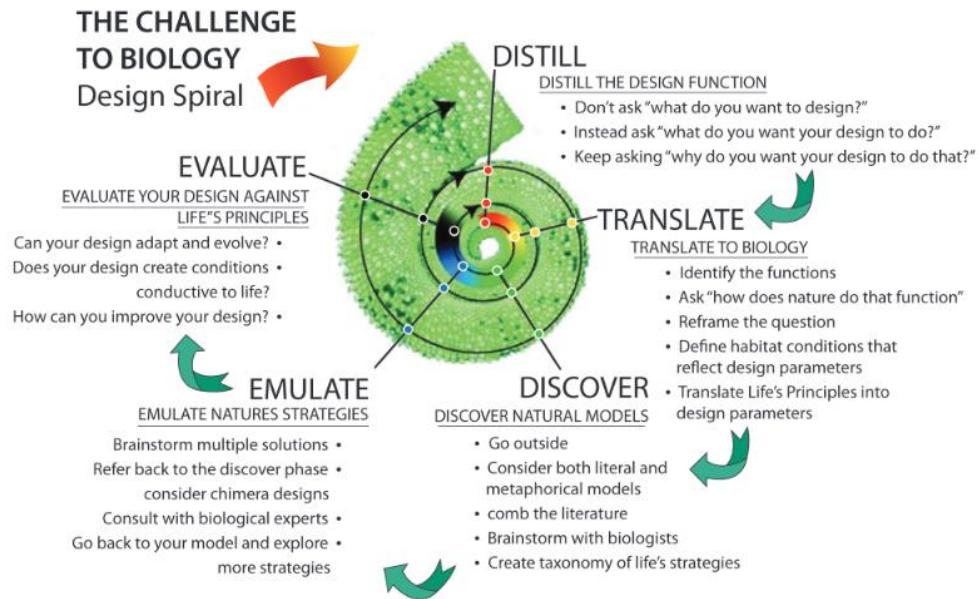 THE CHALLENGE
TO BIOLOGY
Design Spiral
DISTILL
DISTILL THE DESIGN FUNCTION
• Don't ask "what do you want to design?"
• Instead ask "what do you want your design to do?"
• Keep asking "why do you want your design to do that?"
TRANSLATE
TRANSLATE TO BIOLOGY
• Identify the functions
• Ask "how does nature do that function"
• Reframe the question
• Define habitat conditions that
reflect design parameters
• Translate Life's Principles into
design parameters
DISCOVER
DISCOVER NATURAL MODELS
• Go outside
• Consider both literal and
metaphorical models
• comb the literature
• Brainstorm with biologists
• Create taxonomy of life's strategies
EMULATE
EMULATE NATURES STRATEGIES
Brainstorm multiple solutions •
Refer back to the discover phase •
consider chimera designs
Consult with biological experts •
Go back to your model and explore •
more strategies
EVALUATE
EVALUATE YOUR DESIGN AGAINST
LIFE"S PRINCIPLES
Can your design adapt and evolve? •
Does your design create conditions •
conductive to life?
How can you improve your design? •